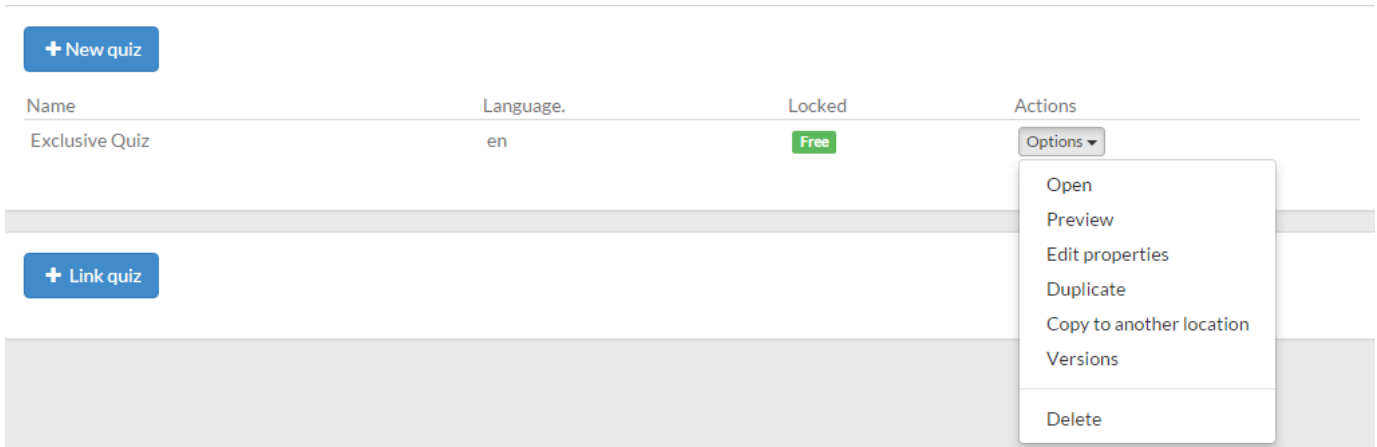 New quiz
Name Language. Locked Actions
Exclusive Quiz en Free Options
Open
Preview
Edit properties
Duplicate
Copy to another location
Versions
Delete
Link quiz